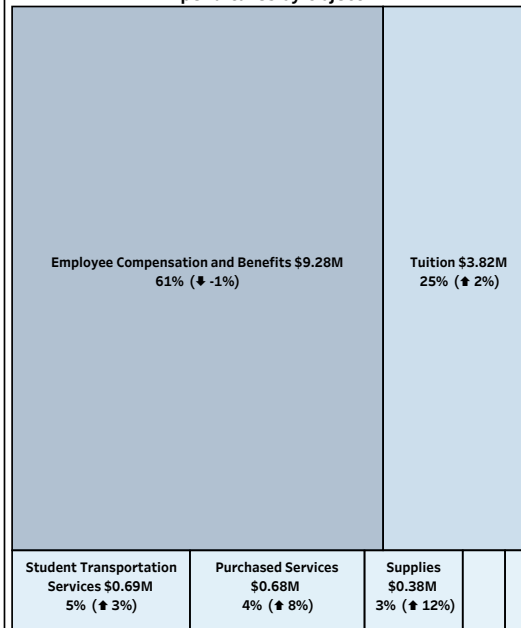 Employee Compensation and Benefits $9.28M
61% (🡇 -1%)
Tuition $3.82M
25% (🡅 2%)
Student Transportation
Services $0.69M
5% (🡅 3%)
Purchased Services
$0.68M
4% (🡅 8%)
Supplies
$0.38M
3% (🡅 12%)